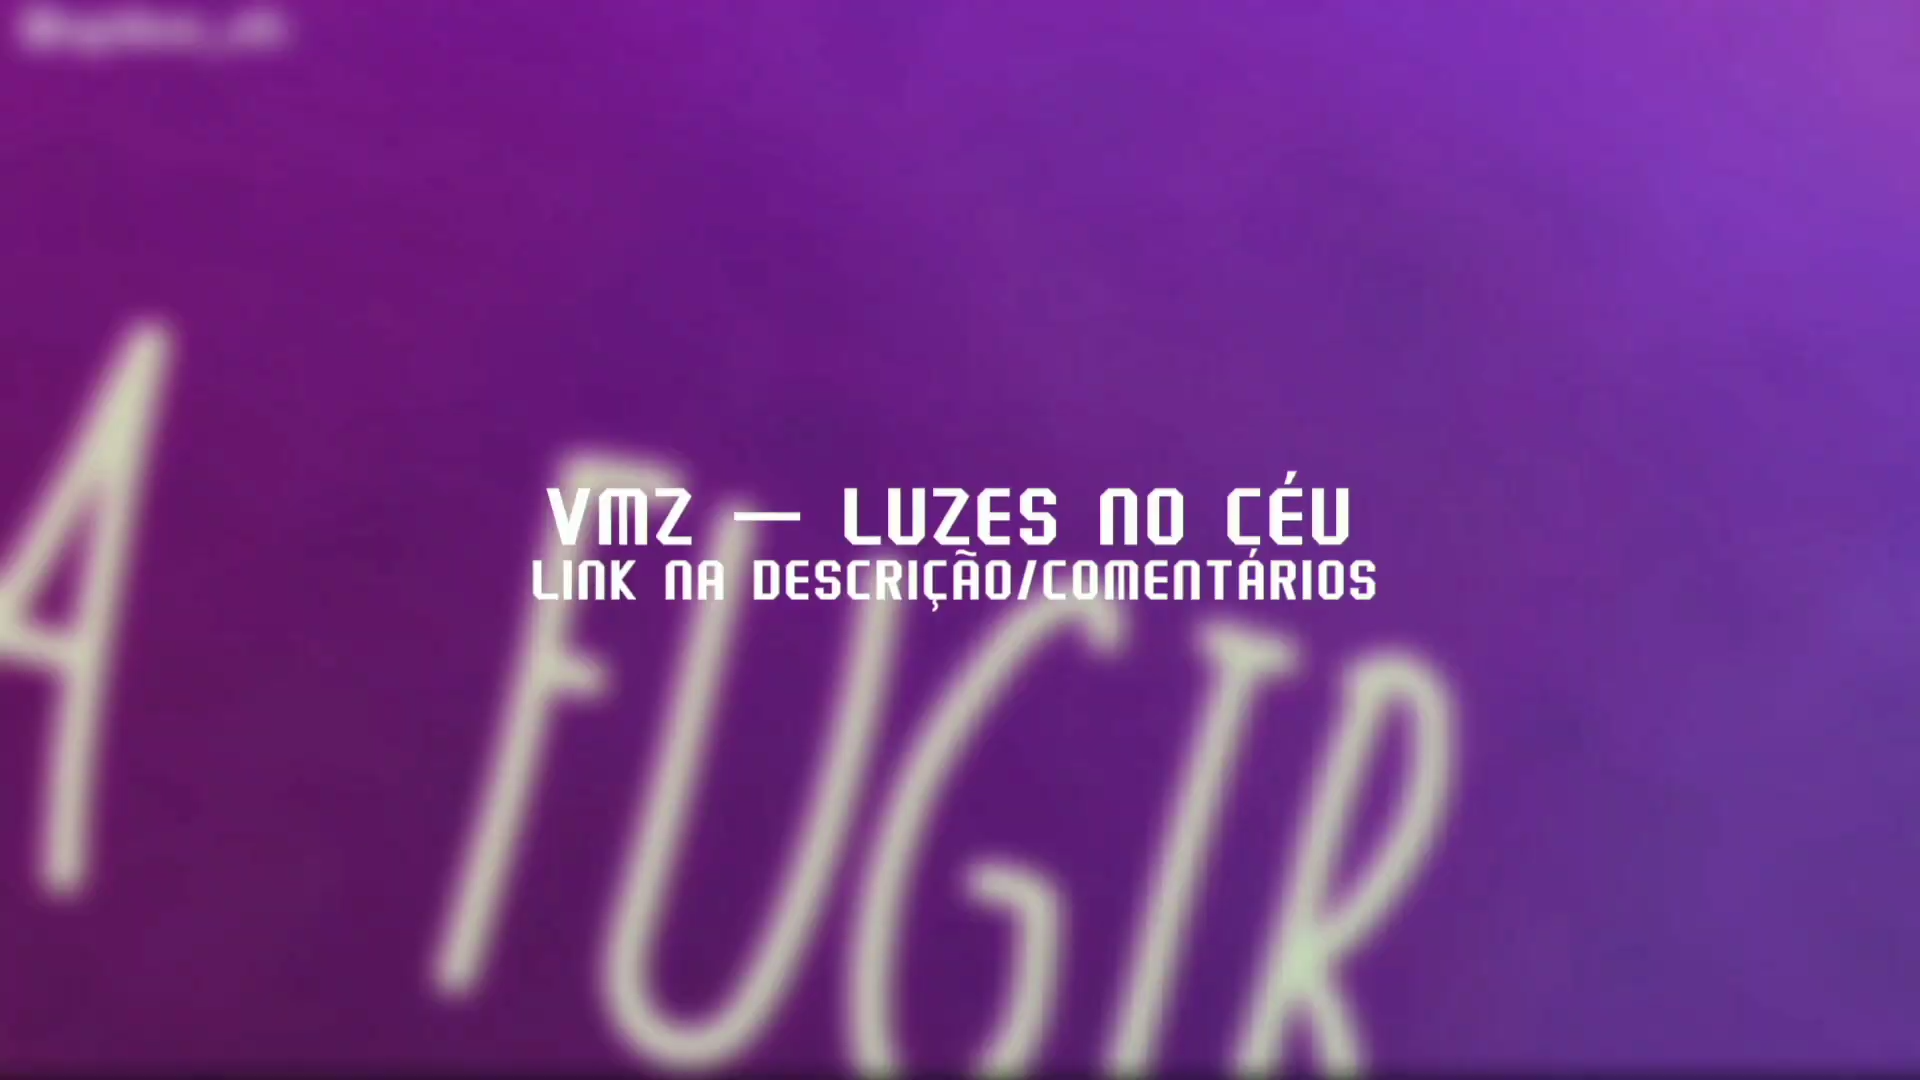 VMZ — LUZES NO CÉU
LINK NA DESCRIÇÃO/COMENTÁRIOS
A FUGIR